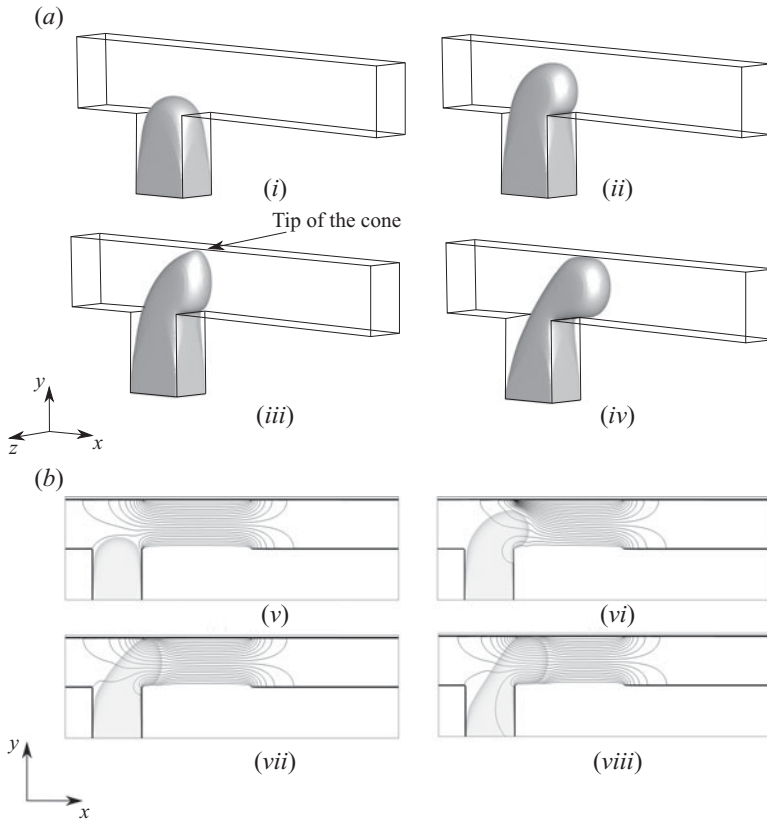 (a)
(i)
(ii)
Tip of the cone
(iii)
(iv)
y
z
x
(b)
(v)
(vi)
(vii)
(viii)
y
x